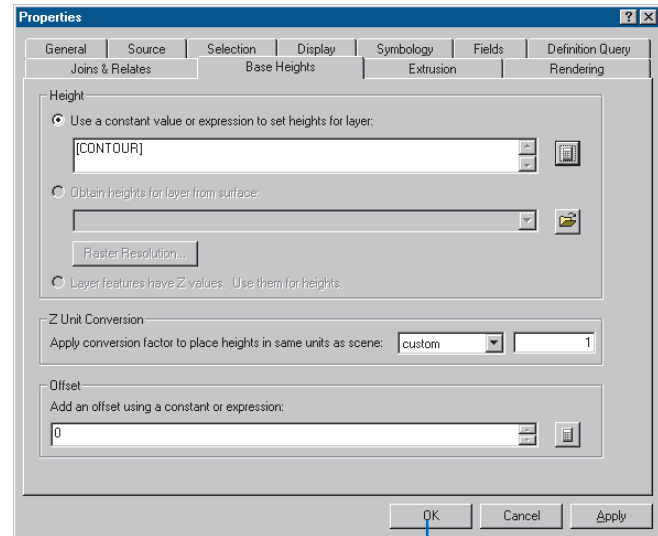 Properties
General Source Selection Display Symbology Fields Definition Query
Joins & Relates Base Heights Extrusion Rendering
Height
Use a constant value or expression to set heights for layer:
[CONTOUR]
Obtain heights for layer from surface:
Raster Resolution...
Layer features have Z values. Use them for heights.
Z Unit Conversion
Apply conversion factor to place heights in same units as scene: custom 1
Offset
Add an offset using a constant or expression:
0
OK Cancel Apply